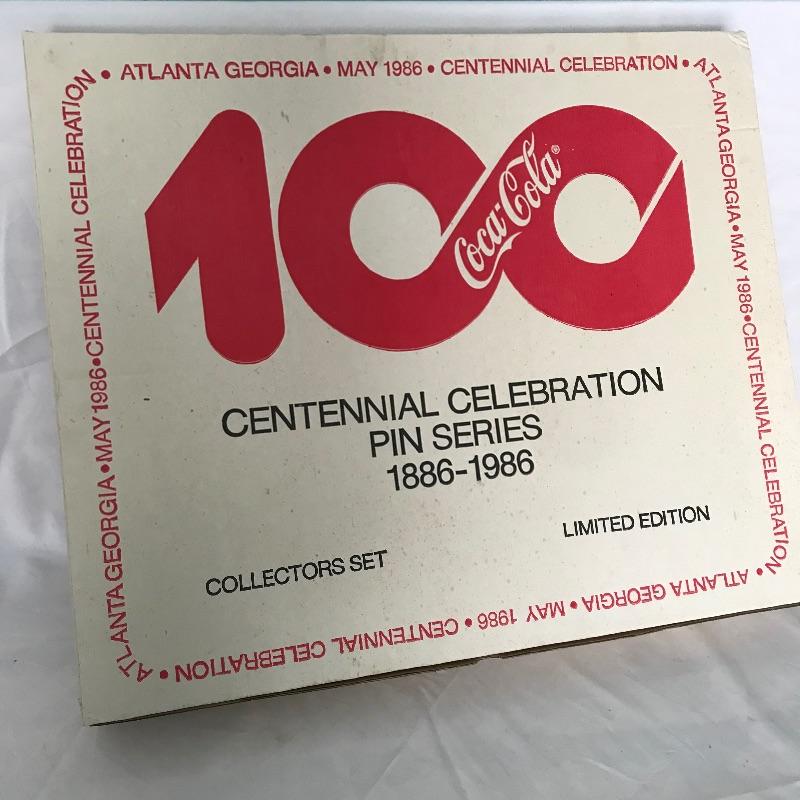 • ATLANTA GEORGIA • MAY 1986 • CENTENNIAL CELEBRATION •
ATLANTA GEORGIA • MAY 1986 • CENTENNIAL CELEBRATION
• ATLANTA GEORGIA • MAY 1986 • CENTENNIAL CELEBRATION •
ATLANTA GEORGIA • MAY 1986 • CENTENNIAL CELEBRATION
100
Coca-Cola®
CENTENNIAL CELEBRATION
PIN SERIES
1886-1986
LIMITED EDITION
COLLECTORS SET